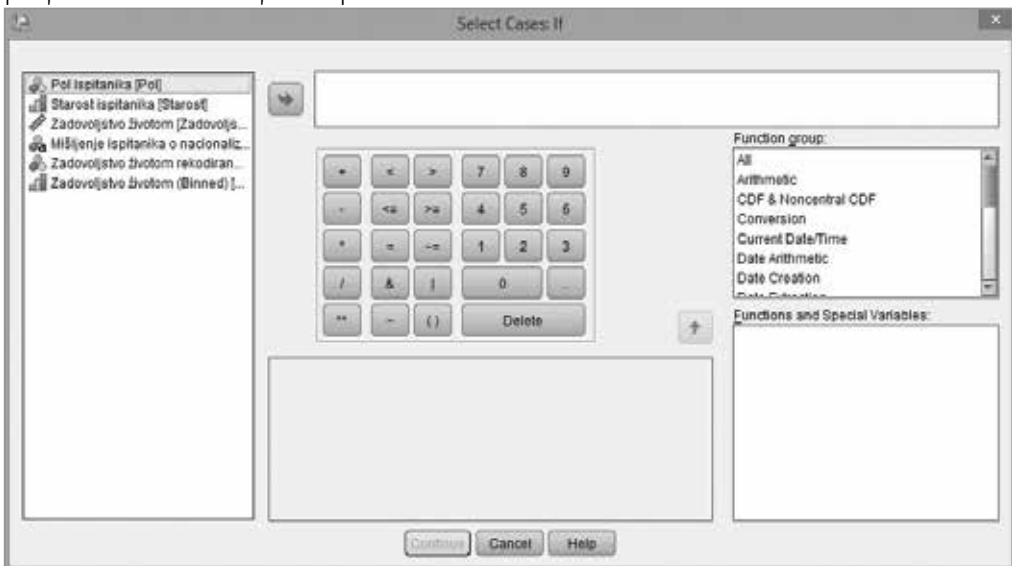 Select Cases: If
Pol ispitanika [Pol]
Starost ispitanika [Starost]
Zadovoljstvo životom [Zadovoljs...
Mišljenje ispitanika o nacionaliz...
Zadovoljstvo životom rekodiran...
Zadovoljstvo životom (Binned) [...
+ < > 7 8 9
- <= >= 4 5 6
* = ~= 1 2 3
/ & | 0 .
** ~ ( ) Delete
Function group:
All
Arithmetic
CDF & Noncentral CDF
Conversion
Current Date/Time
Date Arithmetic
Date Creation
Functions and Special Variables:
Continue Cancel Help